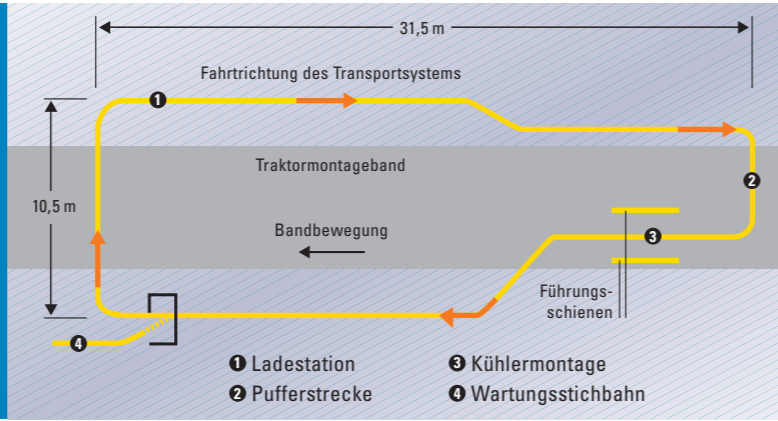 31,5 m
Fahrtrichtung des Transportsystems
1
Traktormontageband
2
10,5 m
Bandbewegung
3
Führungs-
schienen
4
1 Ladestation
3 Kühlermontage
2 Pufferstrecke
4 Wartungsstichbahn